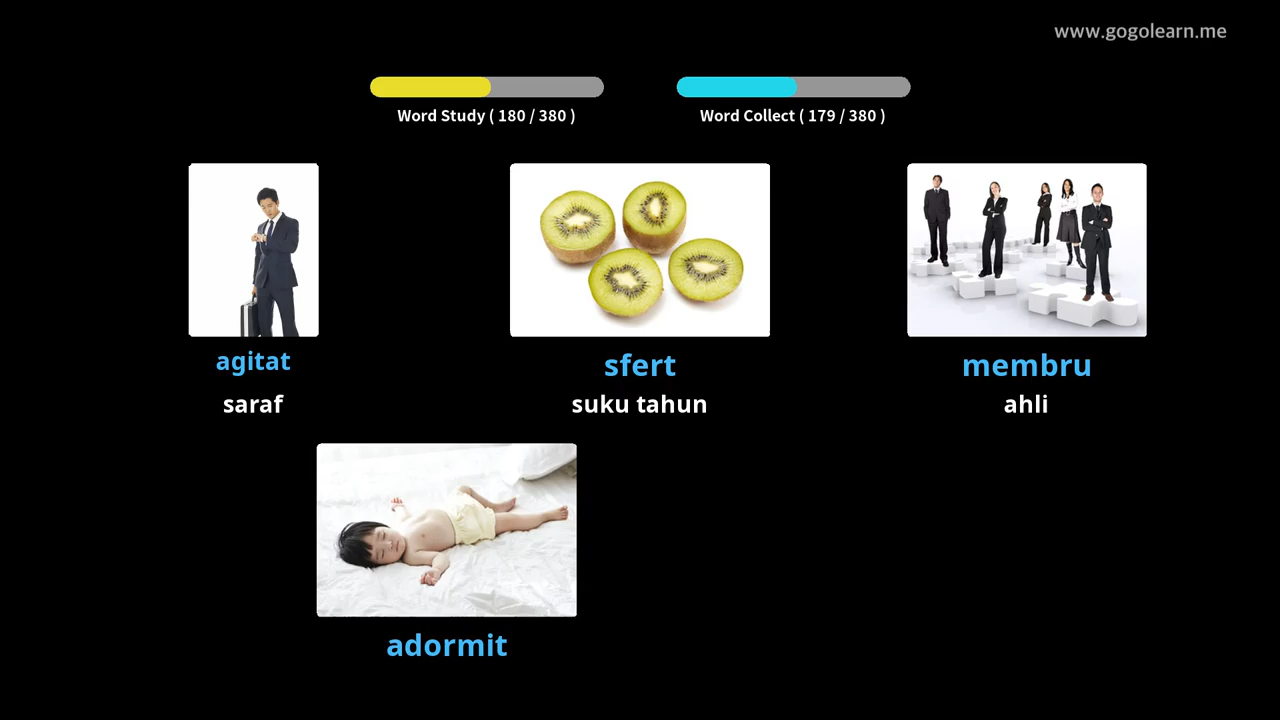 www.gogolearn.me
Word Study ( 180 / 380 )
Word Collect ( 179 / 380 )
agitat
saraf
sfert
suku tahun
membru
ahli
adormit